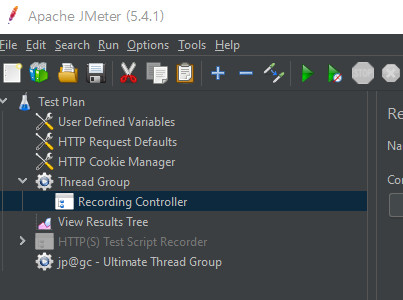 Apache JMeter (5.4.1)
File Edit Search Run Options Tools Help
STOP
Test Plan
User Defined Variables
HTTP Request Defaults
HTTP Cookie Manager
Thread Group
Recording Controller
View Results Tree
HTTP(S) Test Script Recorder
jp@gc - Ultimate Thread Group
Re
Na
Co